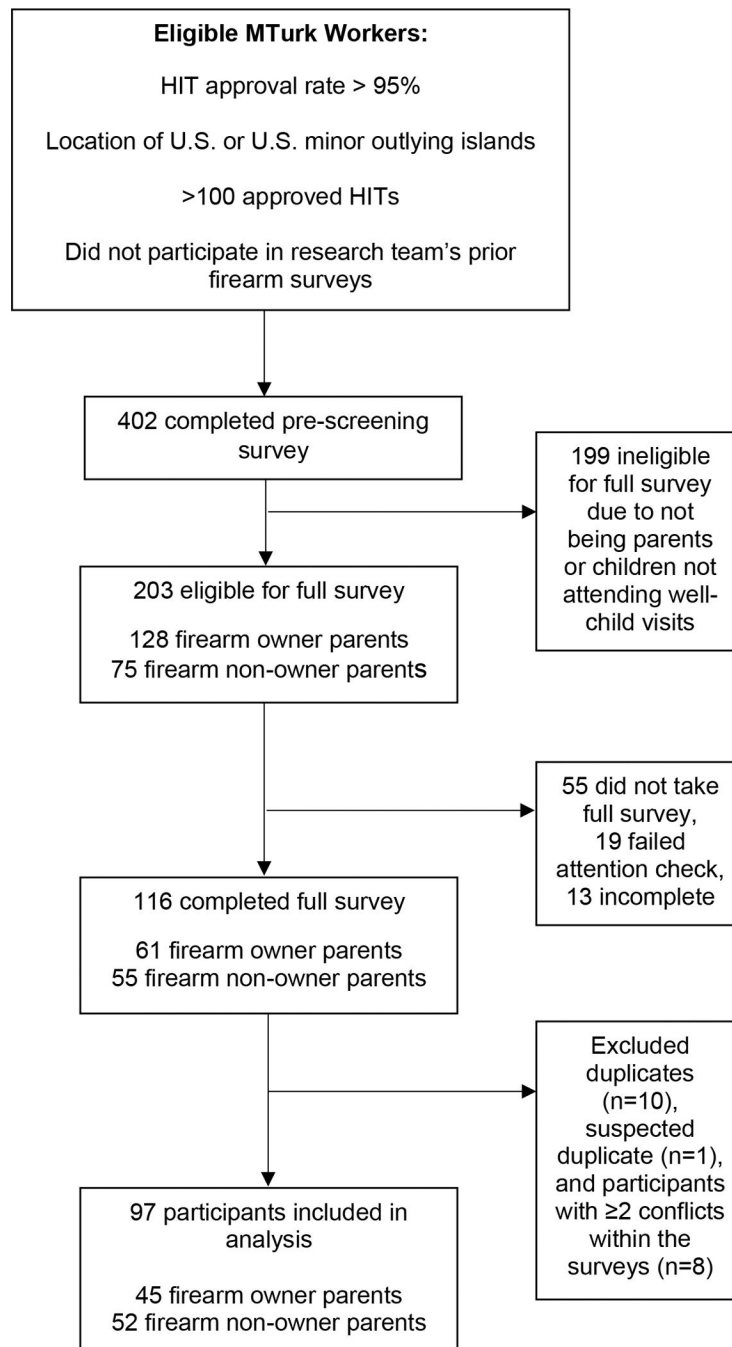 Eligible MTurk Workers:
HIT approval rate > 95%
Location of U.S. or U.S. minor outlying islands
>100 approved HITs
Did not participate in research team’s prior
firearm surveys
402 completed pre-screening
survey
199 ineligible
for full survey
due to not
being parents
or children not
attending well-
child visits
203 eligible for full survey
128 firearm owner parents
75 firearm non-owner parents
55 did not take
full survey,
19 failed
attention check,
13 incomplete
116 completed full survey
61 firearm owner parents
55 firearm non-owner parents
Excluded
duplicates
(n=10),
suspected
duplicate (n=1),
and participants
with ≥2 conflicts
within the
surveys (n=8)
97 participants included in
analysis
45 firearm owner parents
52 firearm non-owner parents